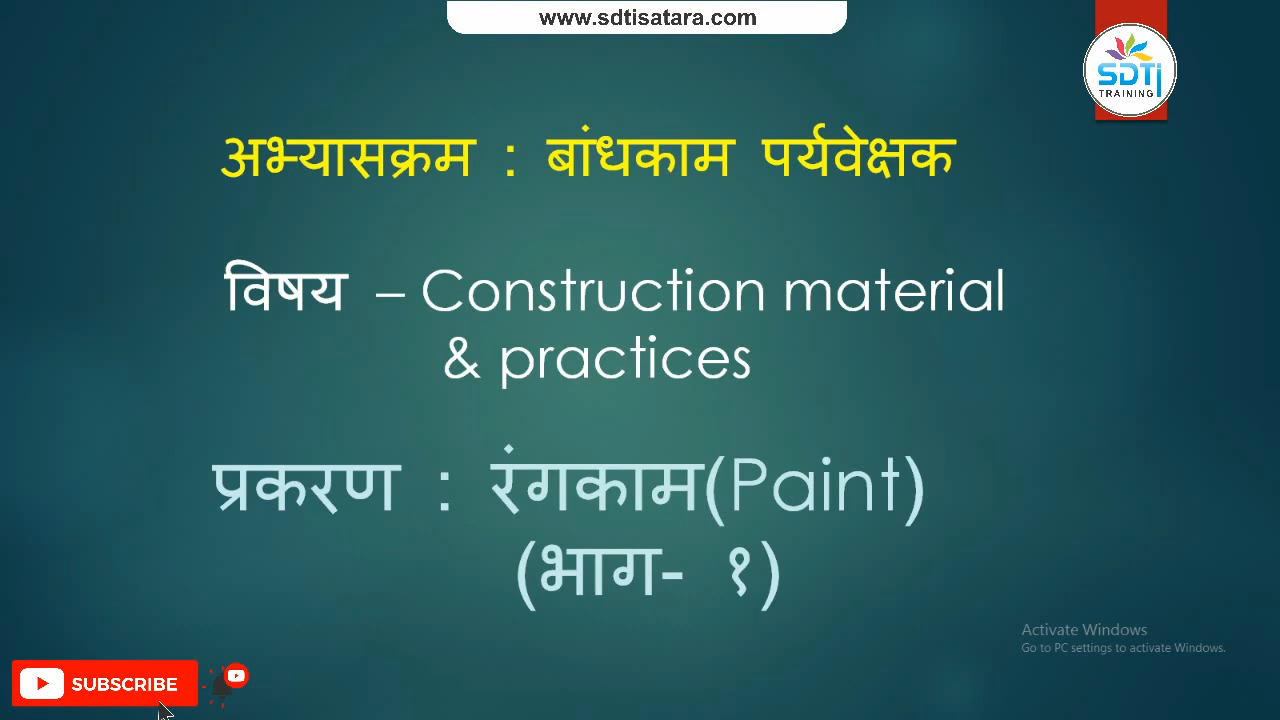 www.sdtisatara.com
SDTI
TRAINING
अभ्यासक्रम : बांधकाम पर्यवेक्षक
विषय – Construction material
& practices
प्रकरण : रंगकाम(Paint)
(भाग- १)
Activate Windows
Go to PC settings to activate Windows.
SUBSCRIBE